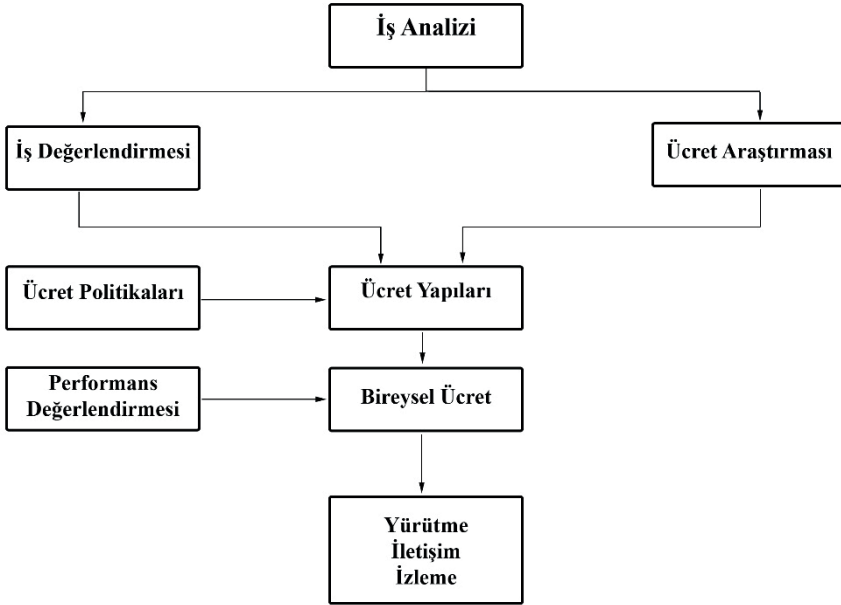 İş Analizi
İş Değerlendirmesi
Ücret Araştırması
Ücret Politikaları
Ücret Yapıları
Performans
Değerlendirmesi
Bireysel Ücret
Yürütme
İletişim
İzleme